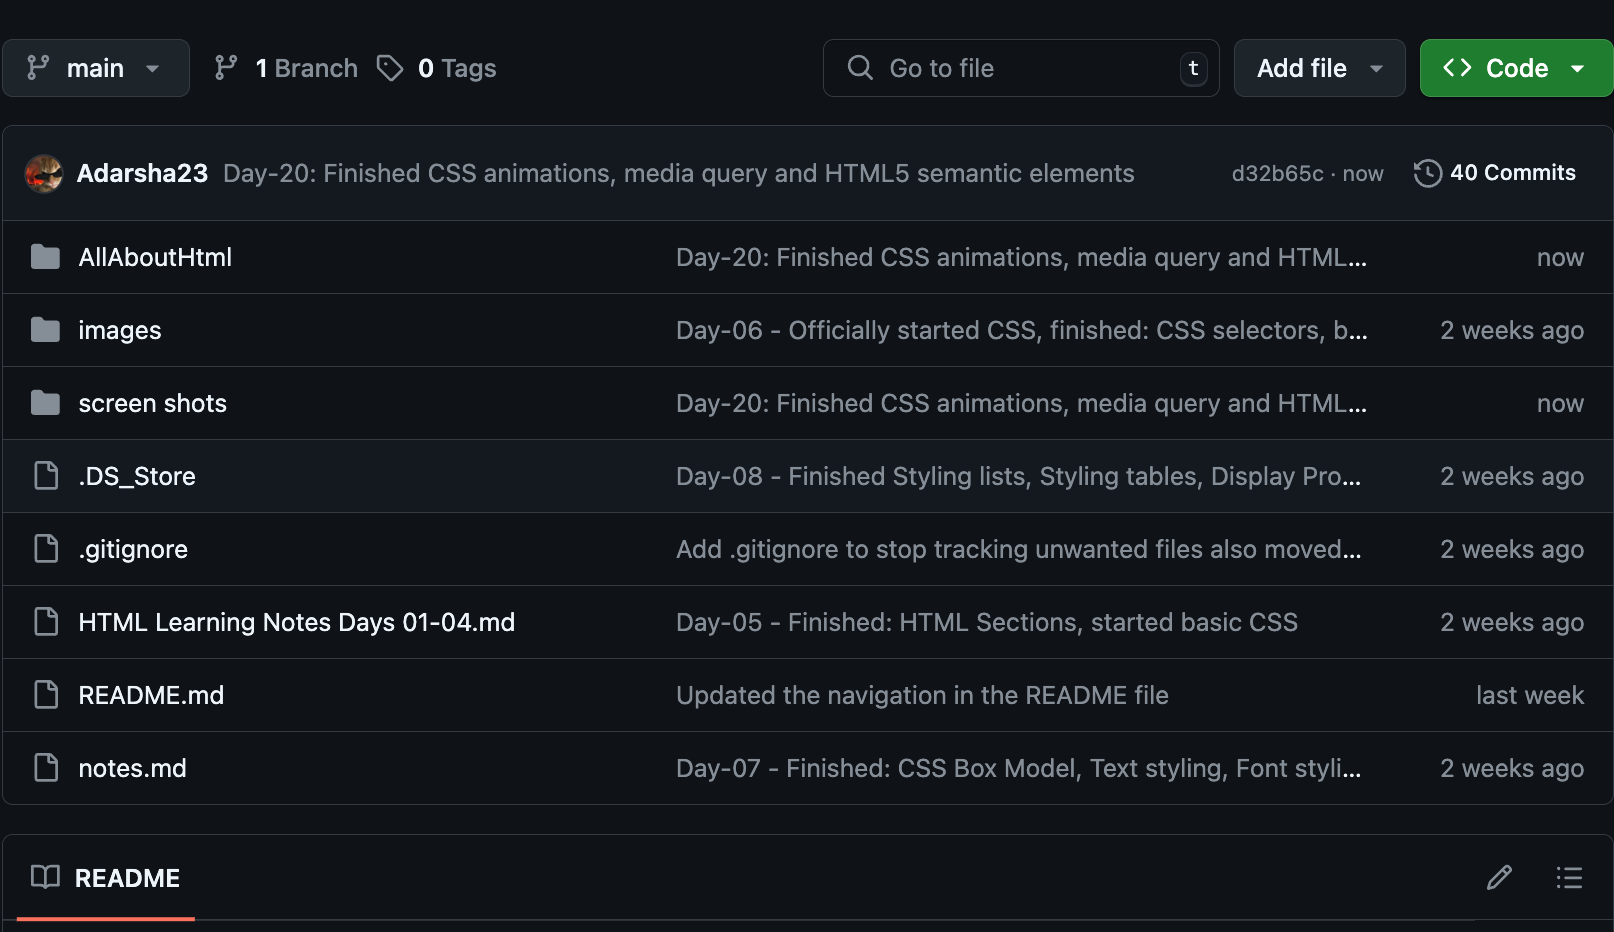 main 1 Branch 0 Tags Go to file t Add file Code
Adarsha23 Day-20: Finished CSS animations, media query and HTML5 semantic elements d32b65c · now 40 Commits
AllAboutHtml Day-20: Finished CSS animations, media query and HTML... now
images Day-06 - Officially started CSS, finished: CSS selectors, b... 2 weeks ago
screen shots Day-20: Finished CSS animations, media query and HTML... now
.DS_Store Day-08 - Finished Styling lists, Styling tables, Display Pro... 2 weeks ago
.gitignore Add .gitignore to stop tracking unwanted files also moved... 2 weeks ago
HTML Learning Notes Days 01-04.md Day-05 - Finished: HTML Sections, started basic CSS 2 weeks ago
README.md Updated the navigation in the README file last week
notes.md Day-07 - Finished: CSS Box Model, Text styling, Font styli... 2 weeks ago
README